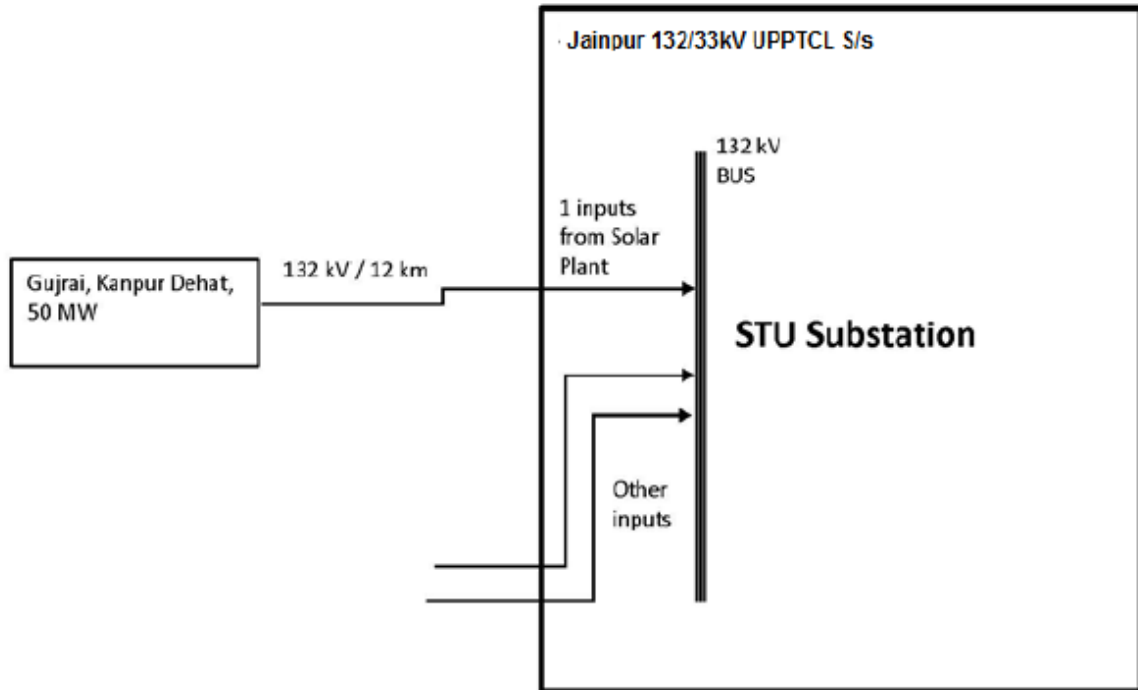 · Jainpur 132/33kV UPPTCL S/s
132 kV
BUS
1 inputs
from Solar
Plant
132 kV / 12 km
Gujrai, Kanpur Dehat,
50 MW
STU Substation
Other
inputs